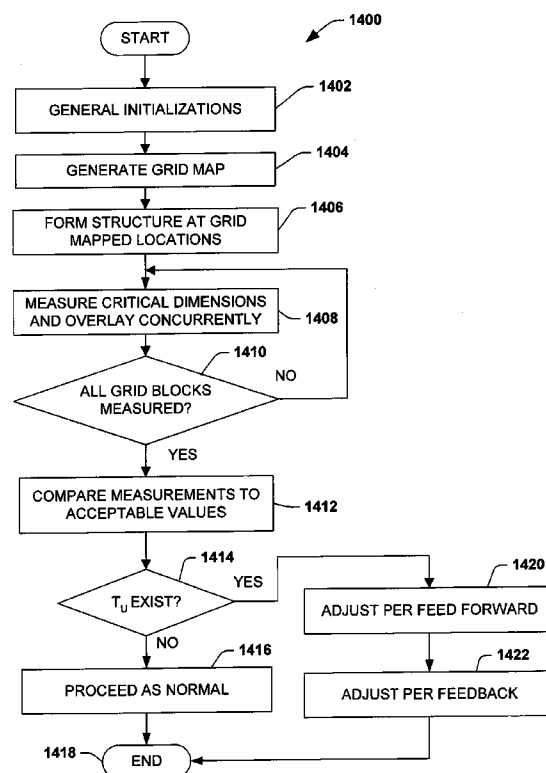 START
1400
GENERAL INITIALIZATIONS
1402
GENERATE GRID MAP
1404
FORM STRUCTURE AT GRID
MAPPED LOCATIONS
1406
MEASURE CRITICAL DIMENSIONS
AND OVERLAY CONCURRENTLY
1408
1410
ALL GRID BLOCKS
MEASURED?
NO
YES
COMPARE MEASUREMENTS TO
ACCEPTABLE VALUES
1412
1414
TU EXIST?
YES
NO
1416
PROCEED AS NORMAL
1420
ADJUST PER FEED FORWARD
1422
ADJUST PER FEEDBACK
1418
END